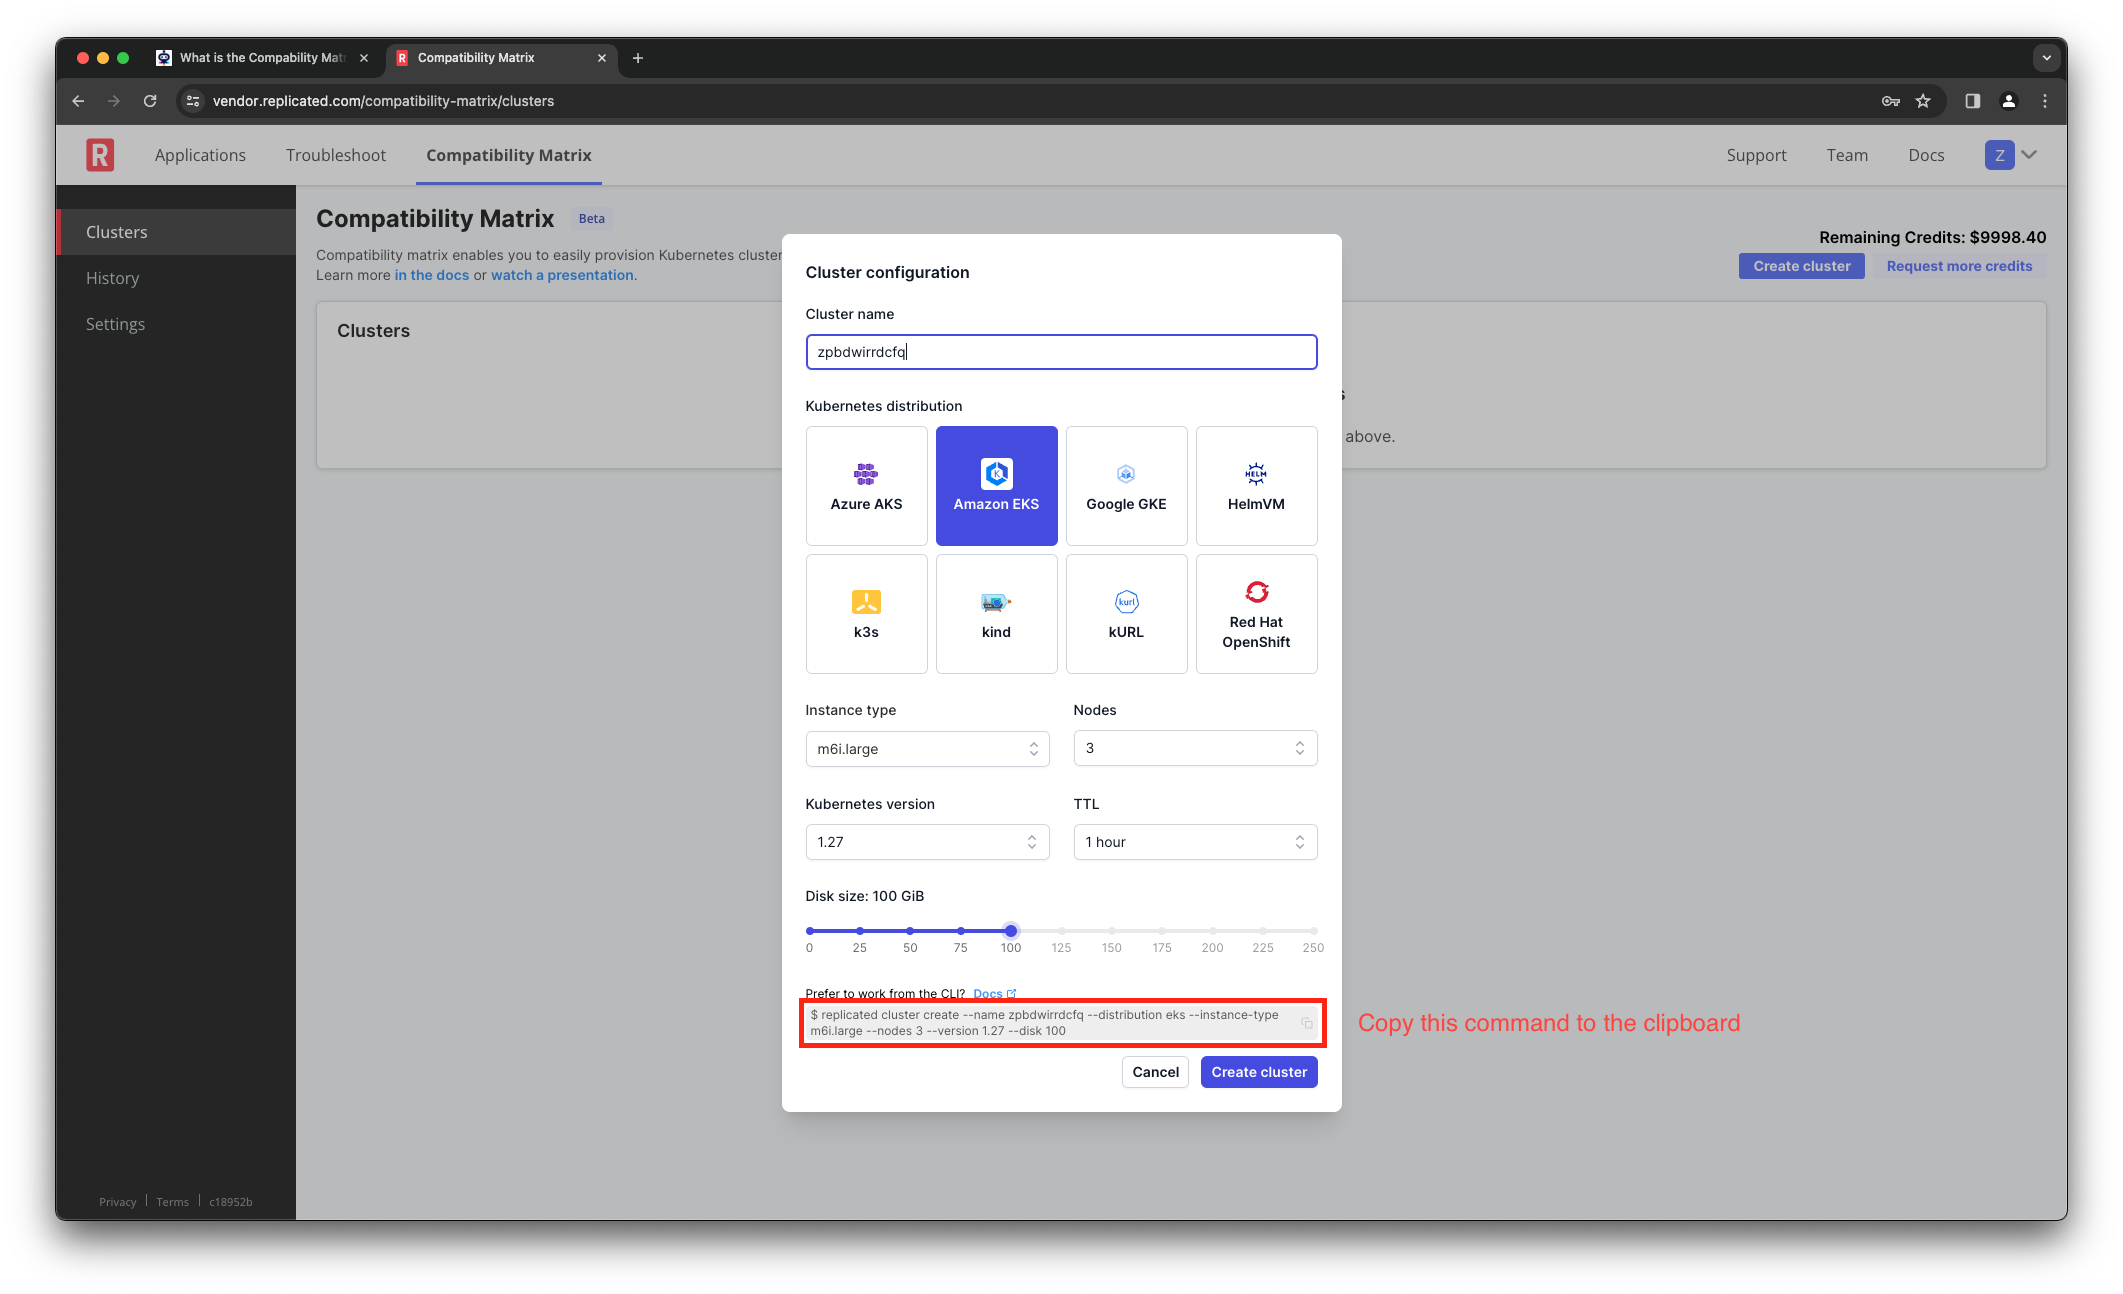 What is the Compability Mat
Compatibility Matrix
vendor.replicated.com/compatibility-matrix/clusters
R
Applications
Troubleshoot
Compatibility Matrix
Support
Team
Docs
Z
Clusters
History
Settings
Compatibility Matrix
Beta
Compatibility matrix enables you to easily provision Kubernetes cluster
Learn more in the docs or watch a presentation.
Remaining Credits: $9998.40
Create cluster
Request more credits
Clusters
s
above.
Cluster configuration
Cluster name
zpbdwirrdcfq
Kubernetes distribution
Azure AKS
Amazon EKS
Google GKE
HELM
HelmVM
k3s
kind
kurl
kURL
Red Hat
OpenShift
Instance type
Nodes
m6i.large
3
Kubernetes version
TTL
1.27
1 hour
Disk size: 100 GiB
0 25 50 75 100 125 150 175 200 225 250
Prefer to work from the CLI? Docs
$ replicated cluster create --name zpbdwirrdcfq --distribution eks --instance-type
m6i.large --nodes 3 --version 1.27 --disk 100
Copy this command to the clipboard
Cancel
Create cluster
Privacy
Terms
c18952b